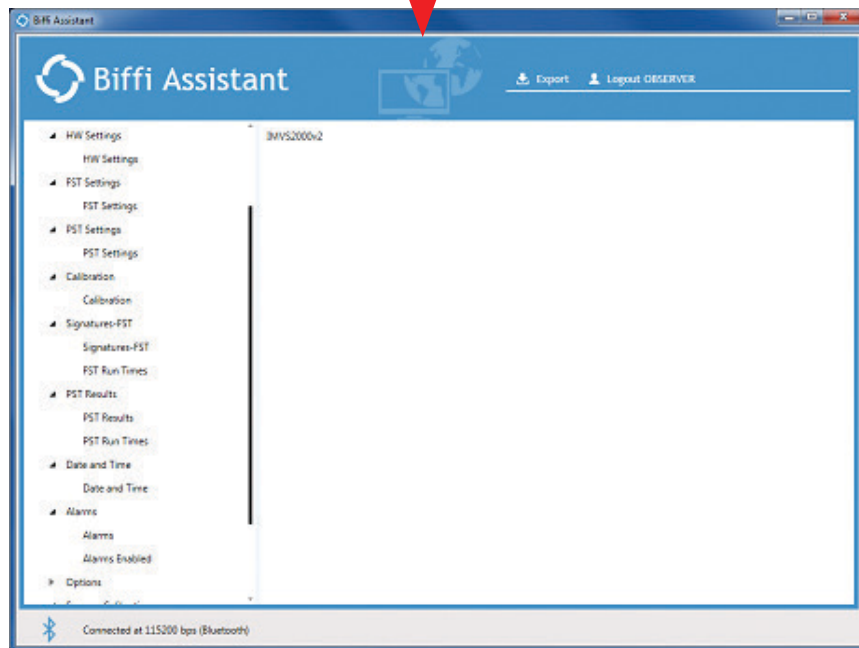 Biffi Assistant
Biffi Assistant
Export
Logout OBSERVER
HW Settings
HW Settings
FST Settings
FST Settings
PST Settings
PST Settings
Calibration
Calibration
Signatures-FST
Signatures-FST
FST Run Times
PST Results
PST Results
PST Run Times
Date and Time
Date and Time
Alarms
Alarms
Alarms Enabled
Options
IMVS2000v2
Connected at 115200 bps (Bluetooth)